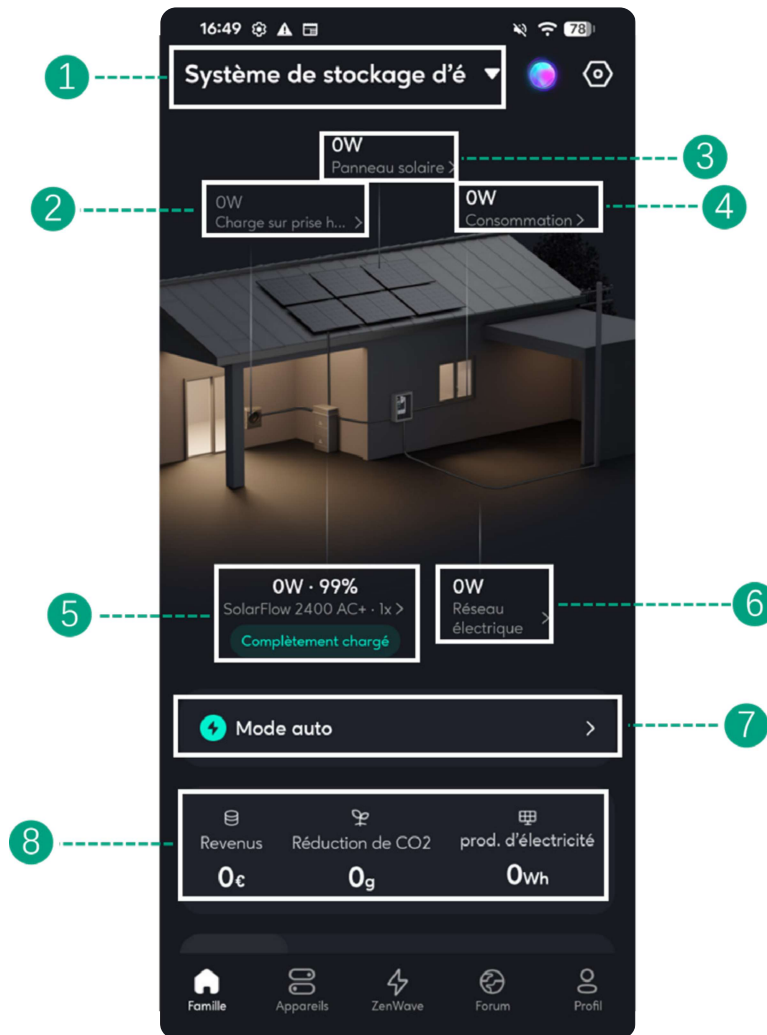 16:49
78
1
Système de stockage d'é
0W
Panneau solaire >
3
2
0W
Charge sur prise h... >
0W
Consommation >
4
5
0W · 99%
SolarFlow 2400 AC+ · 1x >
Complètement chargé
0W
Réseau
électrique >
6
Mode auto >
7
8
Revenus
Réduction de CO2
prod. d'électricité
0€
0g
0Wh
Famille
Appareils
ZenWave
Forum
Profil